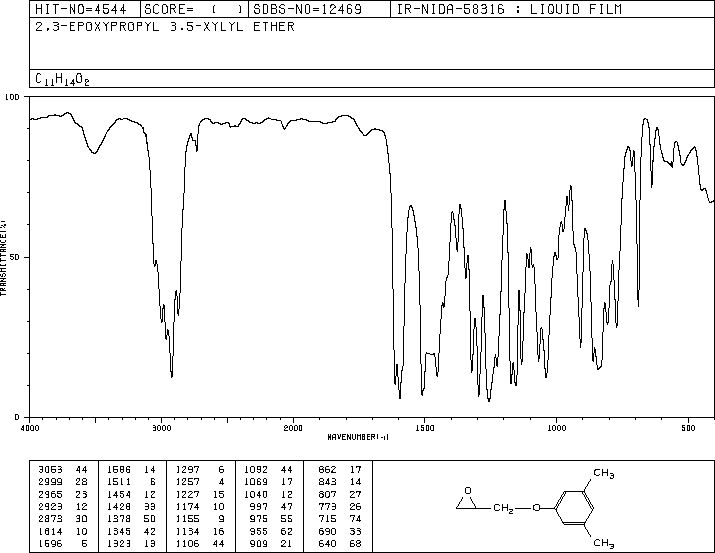 HIT-NO=4544 SCORE= ( ) SDBS-NO=12469 IR-NIDA-58316 : LIQUID FILM
2,3-EPOXYPROPYL 3,5-XYLYL ETHER
C11H14O2
100
50
0
TRANSMITTANCE(%)
4000 3000 2000 1500 1000 500
WAVENUMBER(-1)
3053 44 1586 14 1297 6 1092 44 862 17
2999 28 1511 6 1257 4 1069 17 843 14
2965 23 1454 12 1227 15 1040 12 807 27
2923 12 1428 33 1174 10 997 47 773 26
2873 30 1378 50 1155 9 975 55 715 74
1614 10 1345 42 1134 16 955 62 690 33
1596 5 1323 13 1106 44 909 21 640 68
O
CH2
O
CH3
CH3